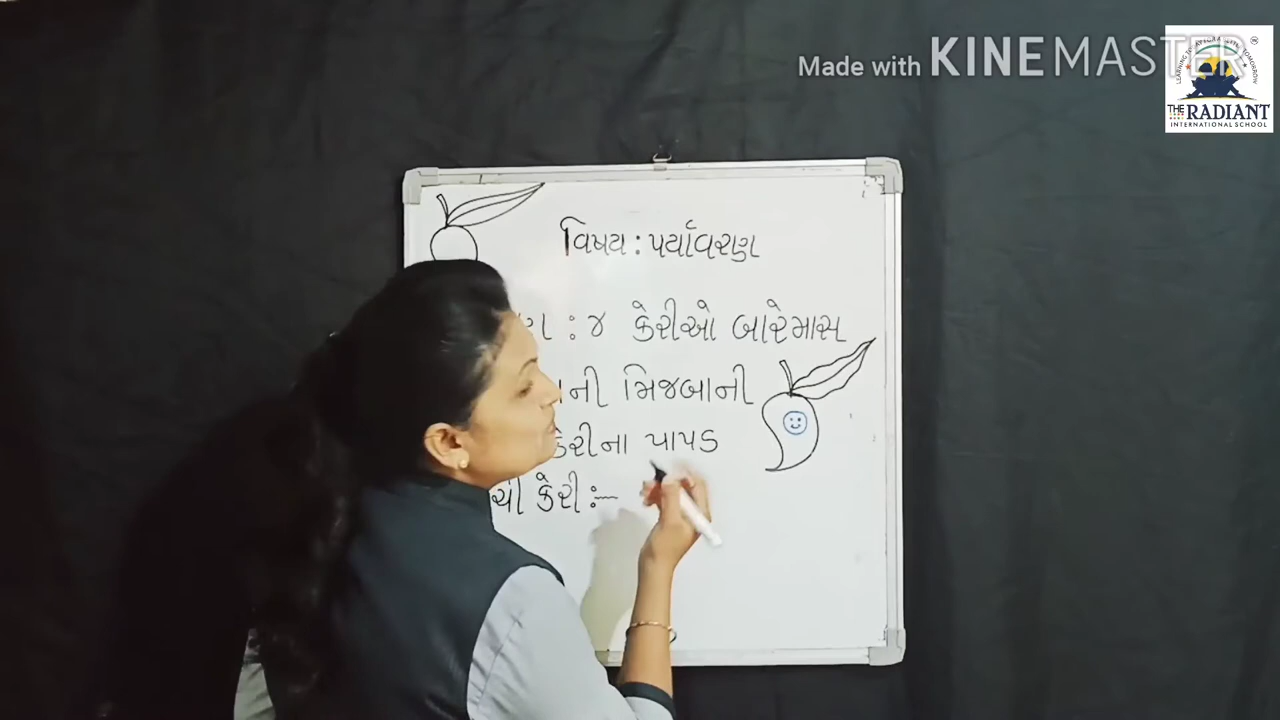 Made with KINEMASTER
THE RADIANT
INTERNATIONAL SCHOOL
વિષય : પર્યાવરણ
: ૪ કેરીઓ બારેમાસ
ની મિજબાની
કેરીના પાપડ
કેરી :-